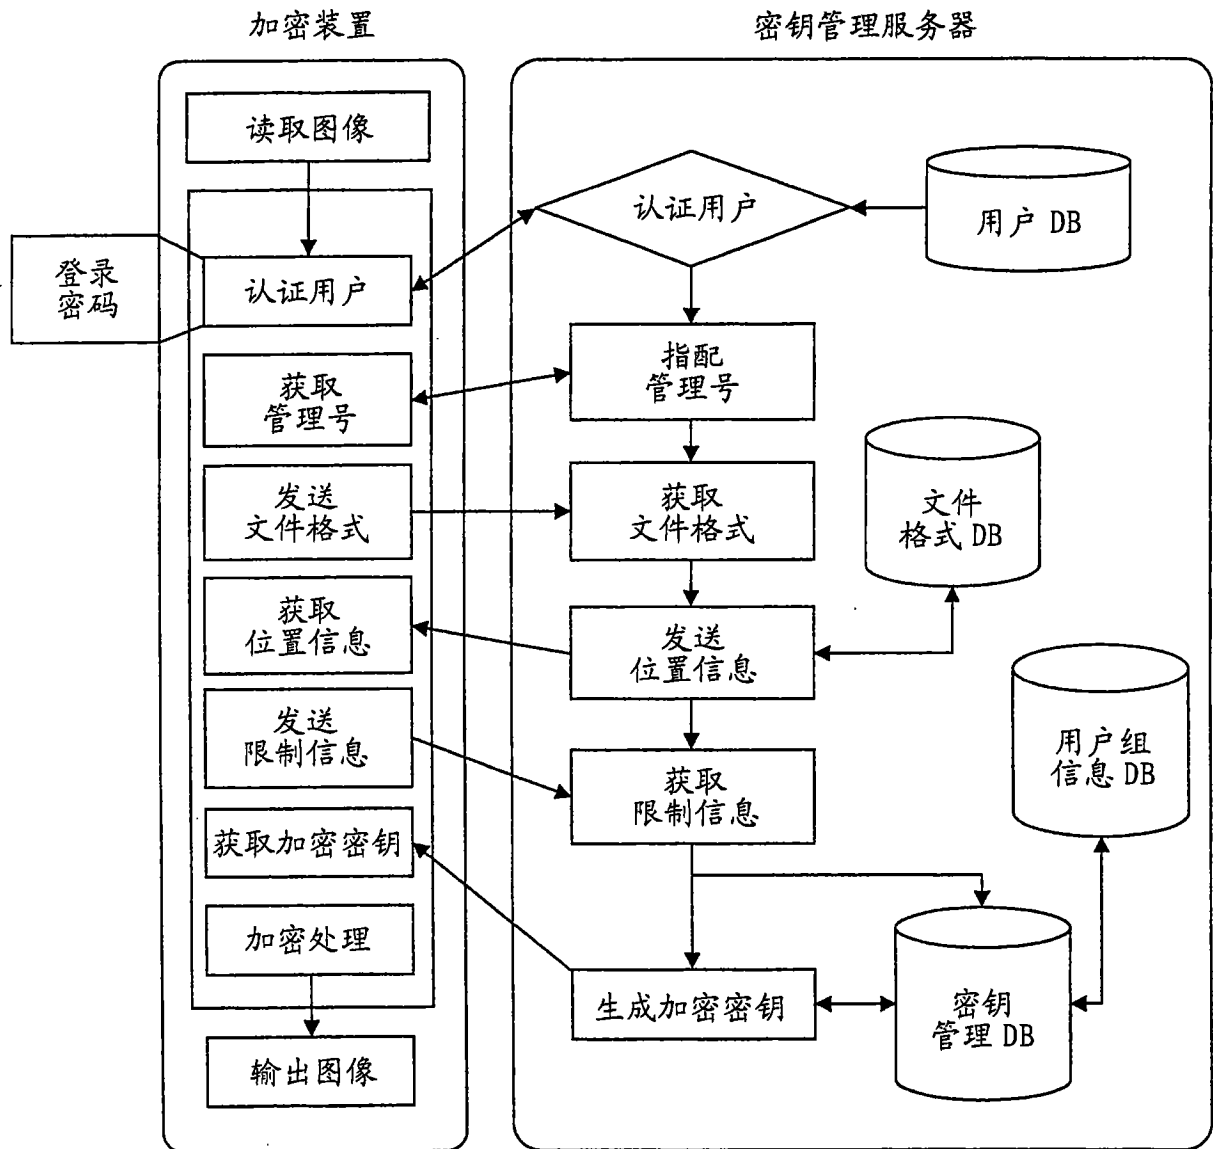 加密装置
密钥管理服务器
读取图像
登录
密码
认证用户
获取
管理号
发送
文件格式
获取
位置信息
发送
限制信息
获取加密密钥
加密处理
输出图像
认证用户
用户 DB
指配
管理号
获取
文件格式
文件
格式 DB
发送
位置信息
用户组
信息 DB
获取
限制信息
生成加密密钥
密钥
管理 DB